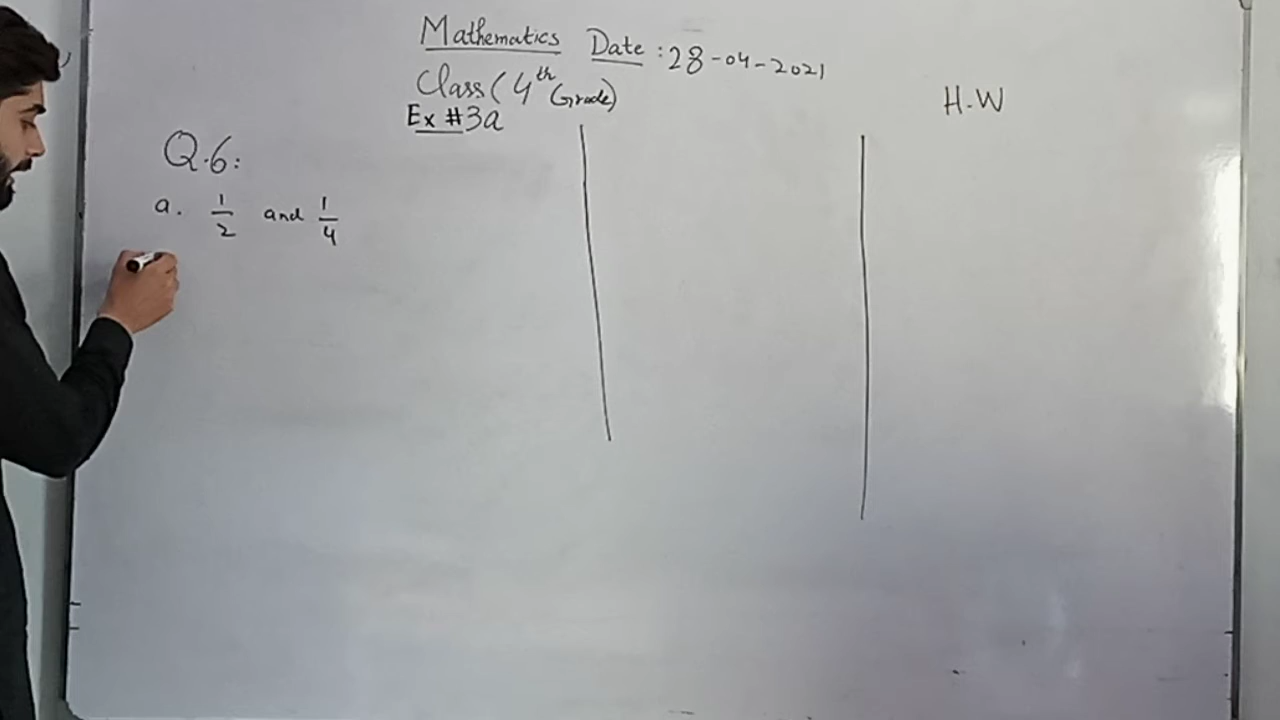 Mathematics Date : 28-04-2021
Class (4th Grade)
Ex #3a
H.W
Q.6:
a. 1/2 and 1/4